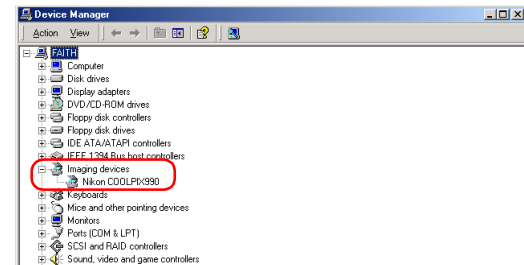 Device Manager
Action View
FAITH
Computer
Disk drives
Display adapters
DVD/CD-ROM drives
Floppy disk controllers
Floppy disk drives
IDE ATA/ATAPI controllers
IEEE 1394 Bus host controllers
Imaging devices
Nikon COOLPIX990
Keyboards
Mice and other pointing devices
Monitors
Ports (COM & LPT)
SCSI and RAID controllers
Sound, video and game controllers